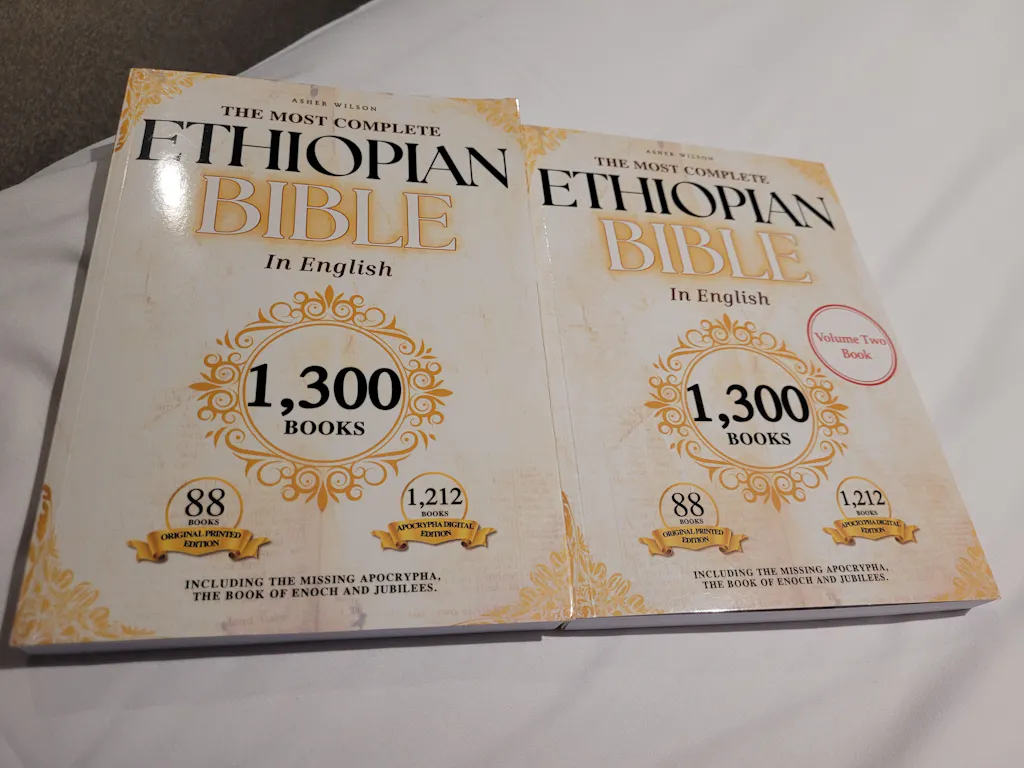 ASHER WILSON
THE MOST COMPLETE
ETHIOPIAN
BIBLE
In English
1,300
BOOKS
88
BOOKS
ORIGINAL PRINTED
EDITION
1,212
BOOKS
APOCRYPHA DIGITAL
EDITION
INCLUDING THE MISSING APOCRYPHA,
THE BOOK OF ENOCH AND JUBILEES.
ASHER WILSON
THE MOST COMPLETE
ETHIOPIAN
BIBLE
In English
Volume Two
Book
1,300
BOOKS
88
BOOKS
ORIGINAL PRINTED
EDITION
1,212
BOOKS
APOCRYPHA DIGITAL
EDITION
INCLUDING THE MISSING APOCRYPHA,
THE BOOK OF ENOCH AND JUBILEES.